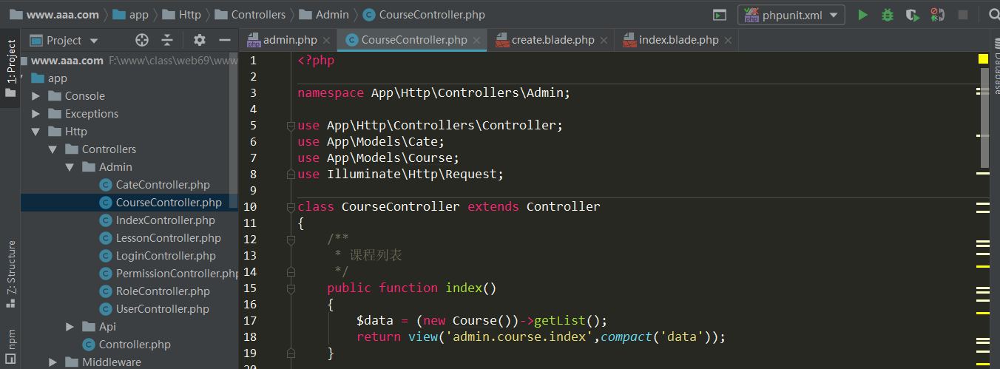 www.aaa.com app Http Controllers Admin CourseController.php
phpunit.xml
1: Project
Project
admin.php CourseController.php create.blade.php index.blade.php
www.aaa.com F:\www\class\web69\www
app
Console
Exceptions
Http
Controllers
Admin
CateController.php
CourseController.php
IndexController.php
LessonController.php
LoginController.php
PermissionController.php
RoleController.php
UserController.php
Api
Controller.php
Middleware
Z: Structure
npm
1 <?php
2
3 namespace App\Http\Controllers\Admin;
4
5 use App\Http\Controllers\Controller;
6 use App\Models\Cate;
7 use App\Models\Course;
8 use Illuminate\Http\Request;
9
10 class CourseController extends Controller
11 {
12 /**
13 * 课程列表
14 */
15 public function index()
16 {
17 $data = (new Course())->getList();
18 return view('admin.course.index',compact('data'));
19 }
20
Database